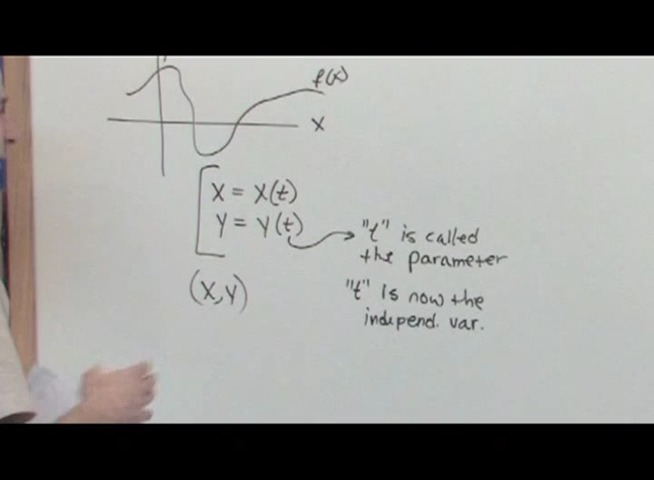 f(x)
X
X = X(t)
Y = Y(t)
"t" is called
the parameter
(X,Y)
"t" is now the
independ. var.